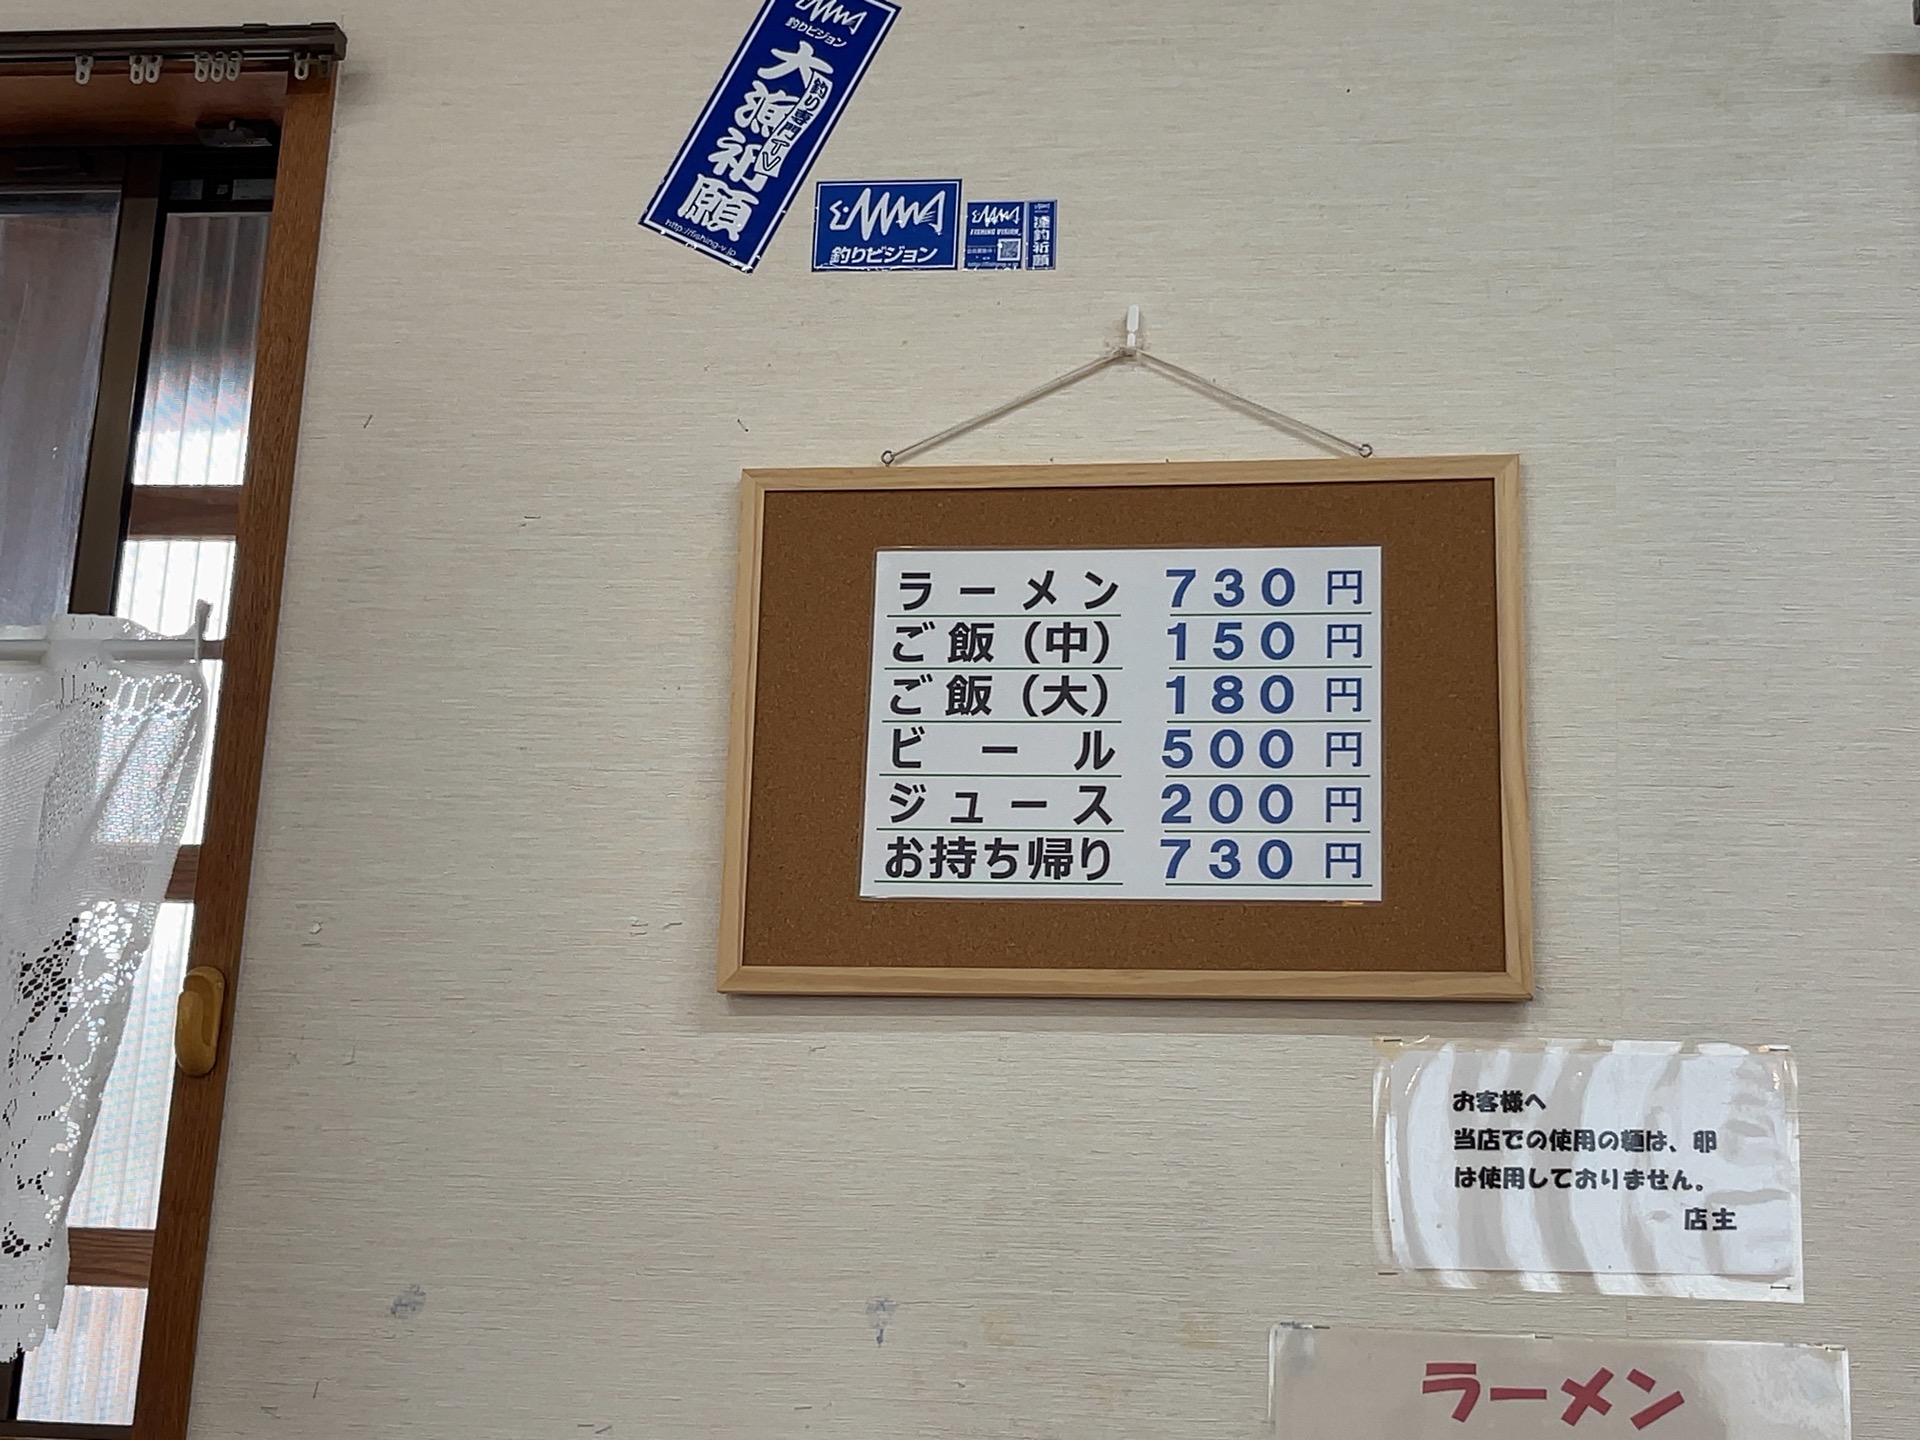 釣りビジョン
大漁祈願
釣り専門TV
http://fishing-v.jp
釣りビジョン
FISHING VISION
ラーメン 730円
ご飯(中) 150円
ご飯(大) 180円
ビール 500円
ジュース 200円
お持ち帰り 730円
お客様へ
当店での使用の麺は、卵
は使用しておりません。
店主
ラーメン